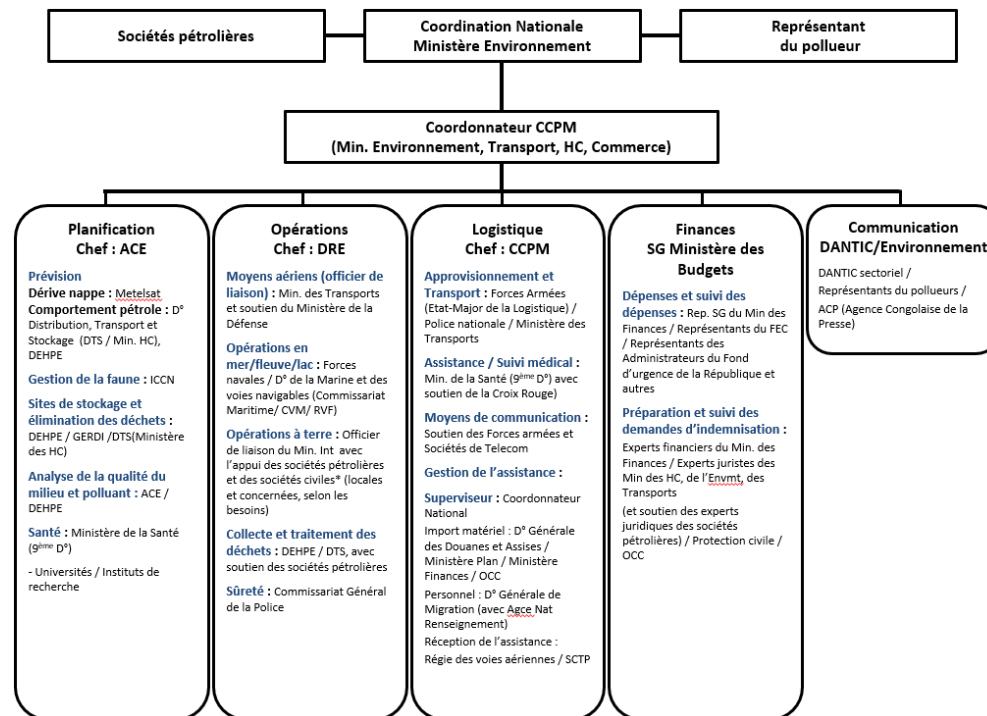 Sociétés pétrolières
Coordination Nationale
Ministère Environnement
Représentant
du pollueur
Coordonnateur CCPM
(Min. Environnement, Transport, HC, Commerce)
Planification
Chef : ACE
Prévision
Dérive nappe : Metelsat
Comportement pétrole : D°
Distribution, Transport et
Stockage (DTS / Min. HC),
DEHPE
Gestion de la faune : ICCN
Sites de stockage et
élimination des déchets :
DEHPE / GERDI /DTS(Ministère
des HC)
Analyse de la qualité du
milieu et polluant : ACE /
DEHPE
Santé : Ministère de la Santé
(9ème D°)
- Universités / Instituts de
recherche
Opérations
Chef : DRE
Moyens aériens (officier de
liaison) : Min. des Transports
et soutien du Ministère de la
Défense
Opérations en
mer/fleuve/lac : Forces
navales / D° de la Marine et des
voies navigables (Commissariat
Maritime/ CVM/ RVF)
Opérations à terre : Officier
de liaison du Min. Int avec
l’appui des sociétés pétrolières
et des sociétés civiles* (locales
et concernées, selon les
besoins)
Collecte et traitement des
déchets : DEHPE / DTS, avec
soutien des sociétés pétrolières
Sûreté : Commissariat Général
de la Police
Logistique
Chef : CCPM
Approvisionnement et
Transport : Forces Armées
(Etat-Major de la Logistique) /
Police nationale / Ministère des
Transports
Assistance / Suivi médical :
Min. de la Santé (9ème D°) avec
soutien de la Croix Rouge)
Moyens de communication :
Soutien des Forces armées et
Sociétés de Telecom
Gestion de l’assistance :
Superviseur : Coordonnateur
National
Import matériel : D° Générale
des Douanes et Assises /
Ministère Plan / Ministère
Finances / OCC
Personnel : D° Générale de
Migration (avec Agce Nat
Renseignement)
Réception de l’assistance :
Régie des voies aériennes / SCTP
Finances
SG Ministère des
Budgets
Dépenses et suivi des
dépenses : Rep. SG du Min des
Finances / Représentants du FEC
/ Représentants des
Administrateurs du Fond
d’urgence de la République et
autres
Préparation et suivi des
demandes d’indemnisation :
Experts financiers du Min. des
Finances / Experts juristes des
Min des HC, de l’Envmt, des
Transports
(et soutien des experts
juridiques des sociétés
pétrolières) / Protection civile /
OCC
Communication
DANTIC/Environnement
DANTIC sectoriel /
Représentants du pollueurs /
ACP (Agence Congolaise de la
Presse)